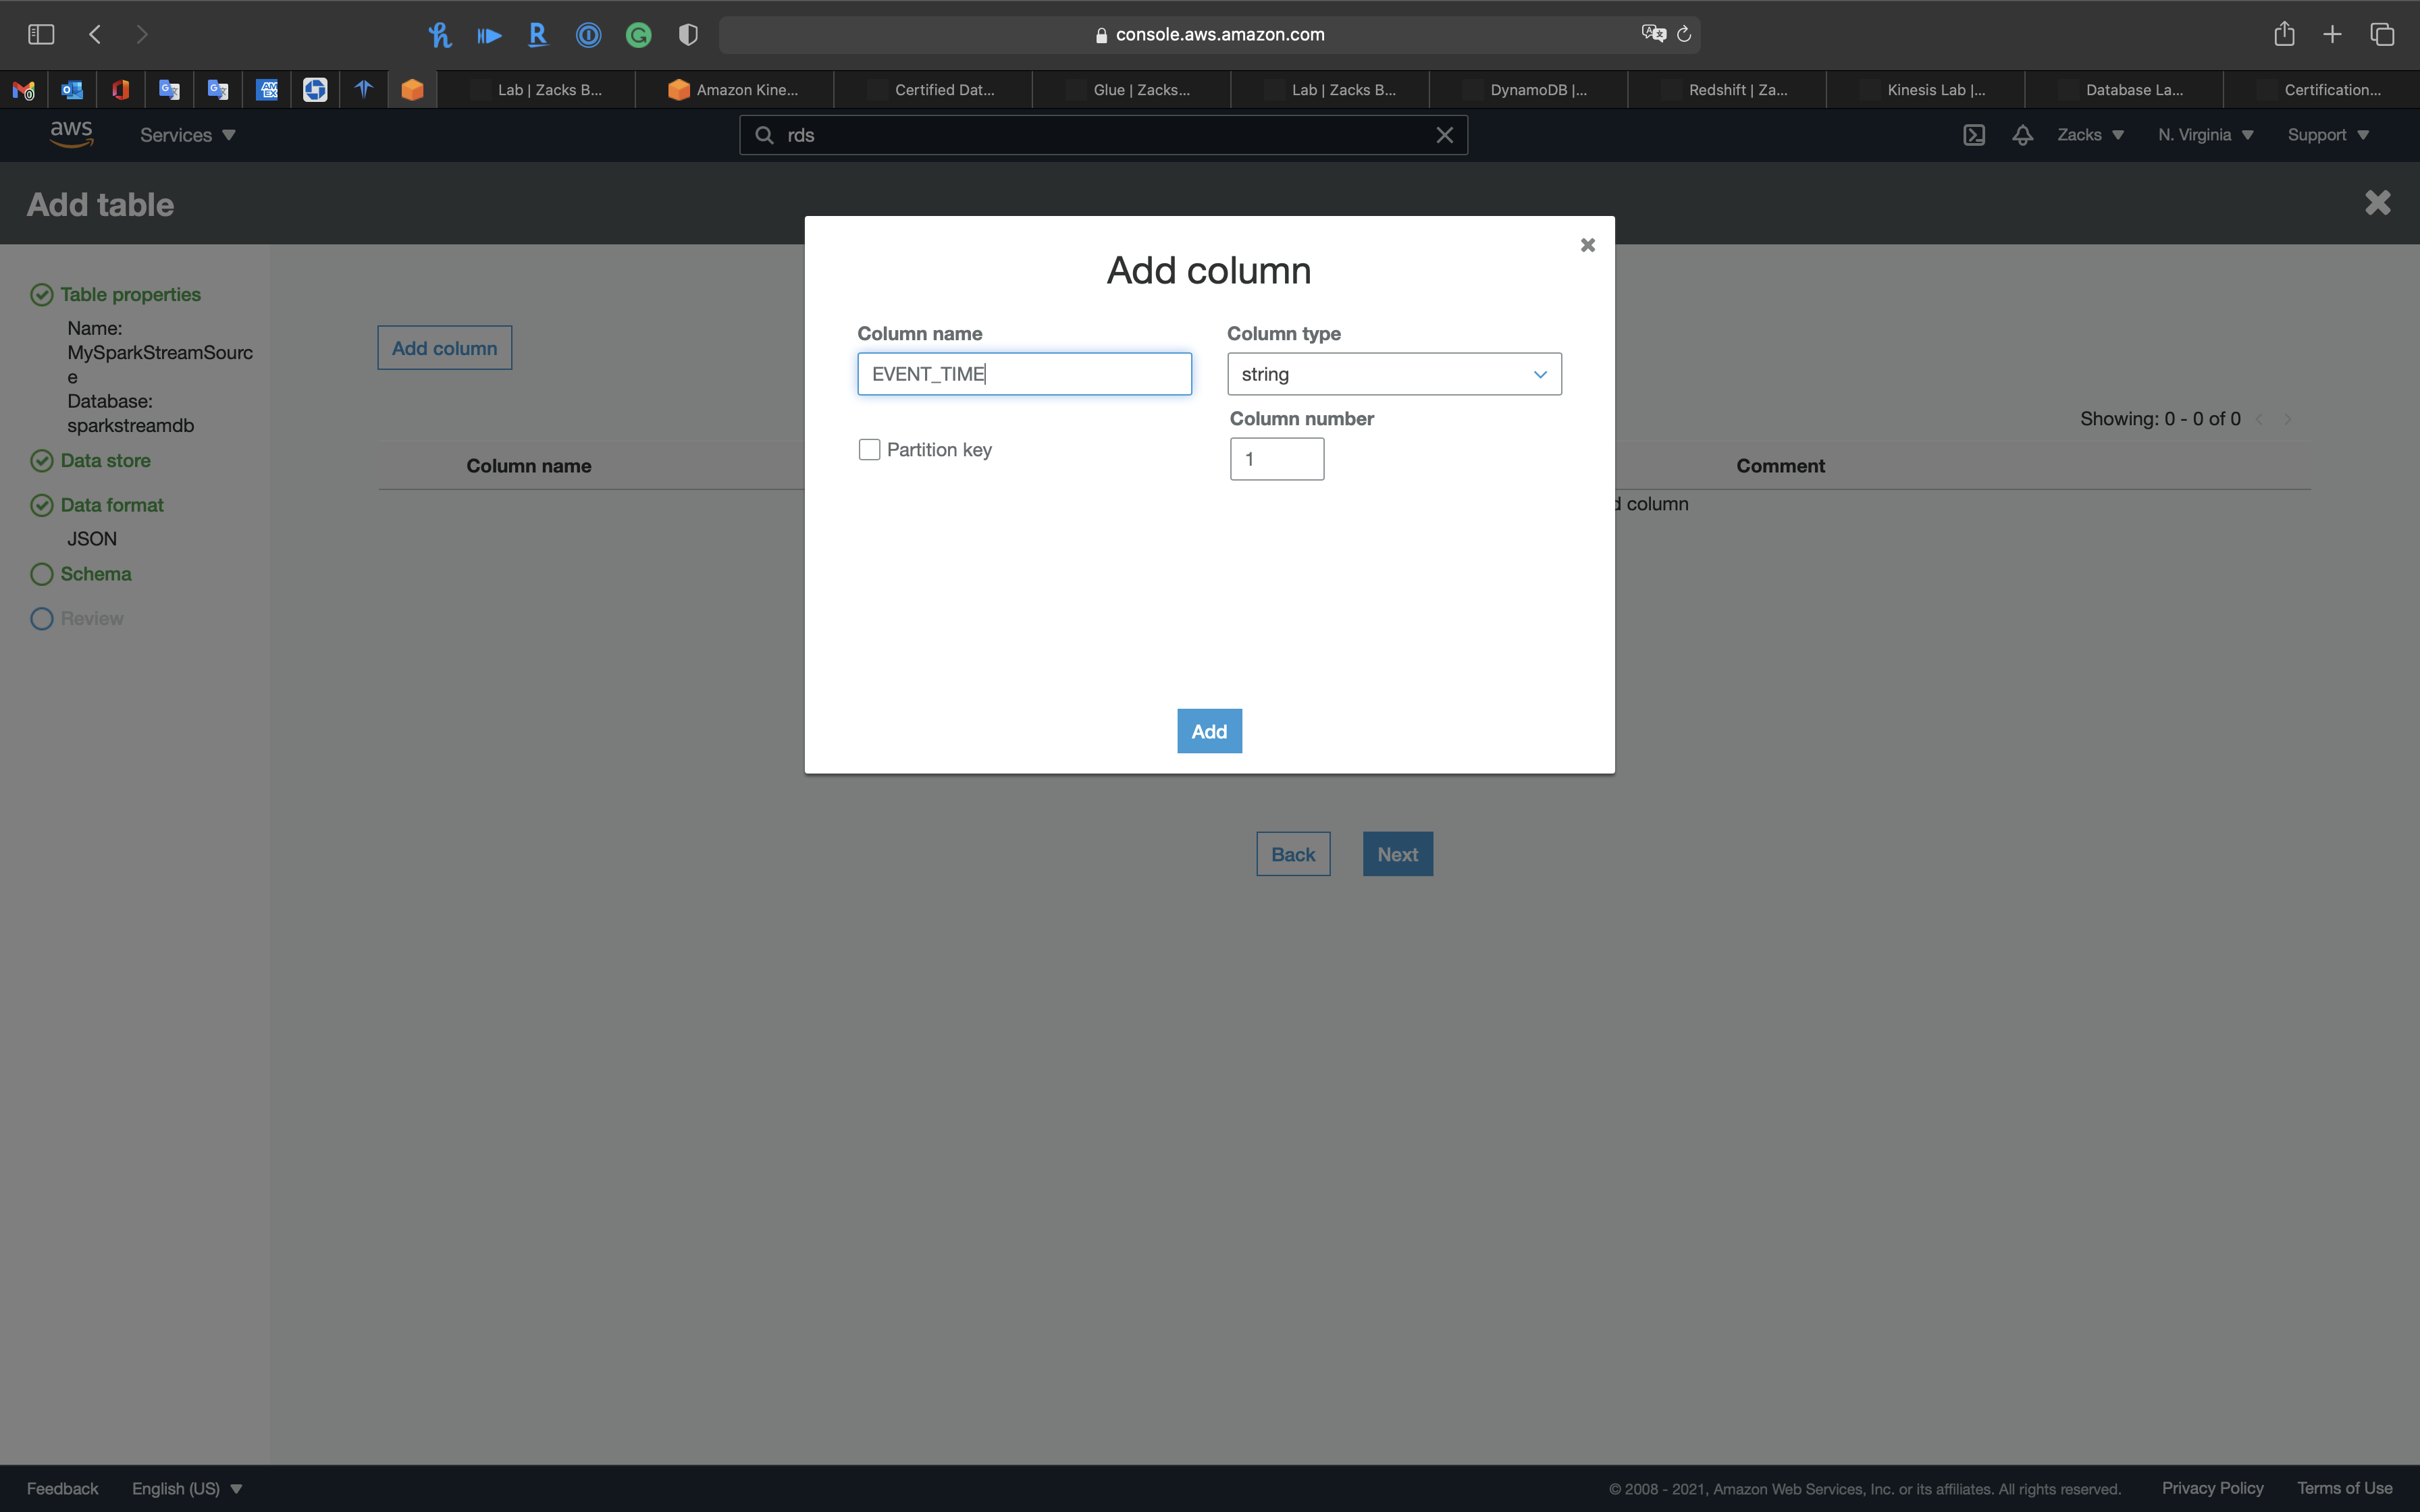 console.aws.amazon.com
Lab | Zacks B...
Amazon Kine...
Certified Dat...
Glue | Zacks...
Lab | Zacks B...
DynamoDB |...
Redshift | Za...
Kinesis Lab |...
Database La...
Certification...
aws
Services
rds
Zacks
N. Virginia
Support
Add table
Table properties
Name:
MySparkStreamSourc
e
Database:
sparkstreamdb
Data store
Data format
JSON
Schema
Review
Add column
Showing: 0 - 0 of 0
Column name
Comment
d column
Add column
Column name
Column type
EVENT_TIME
string
Column number
Partition key
1
Add
Back
Next
Feedback
English (US)
© 2008 - 2021, Amazon Web Services, Inc. or its affiliates. All rights reserved.
Privacy Policy
Terms of Use